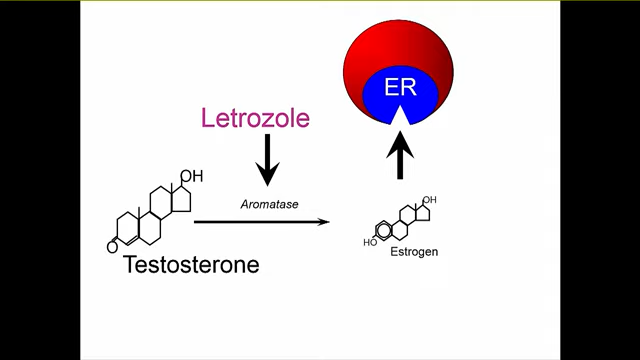 ER
Letrozole
Aromatase
OH
O
Testosterone
OH
HO
Estrogen